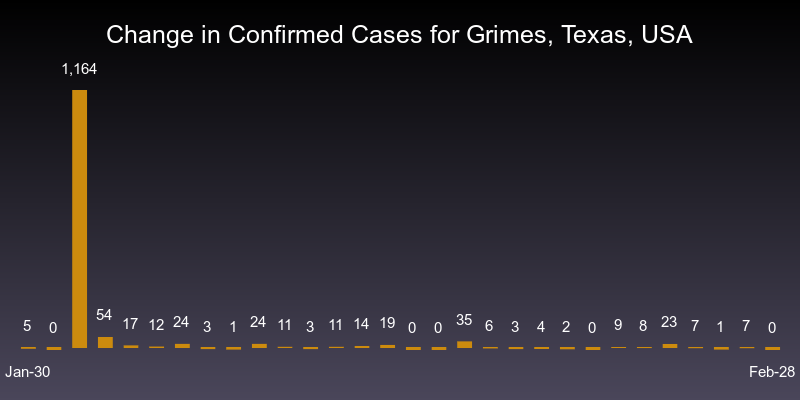 Change in Confirmed Cases for Grimes, Texas, USA
1,164
5 0 54 17 12 24 3 1 24 11 3 11 14 19 0 0 35 6 3 4 2 0 9 8 23 7 1 7 0
Jan-30 Feb-28